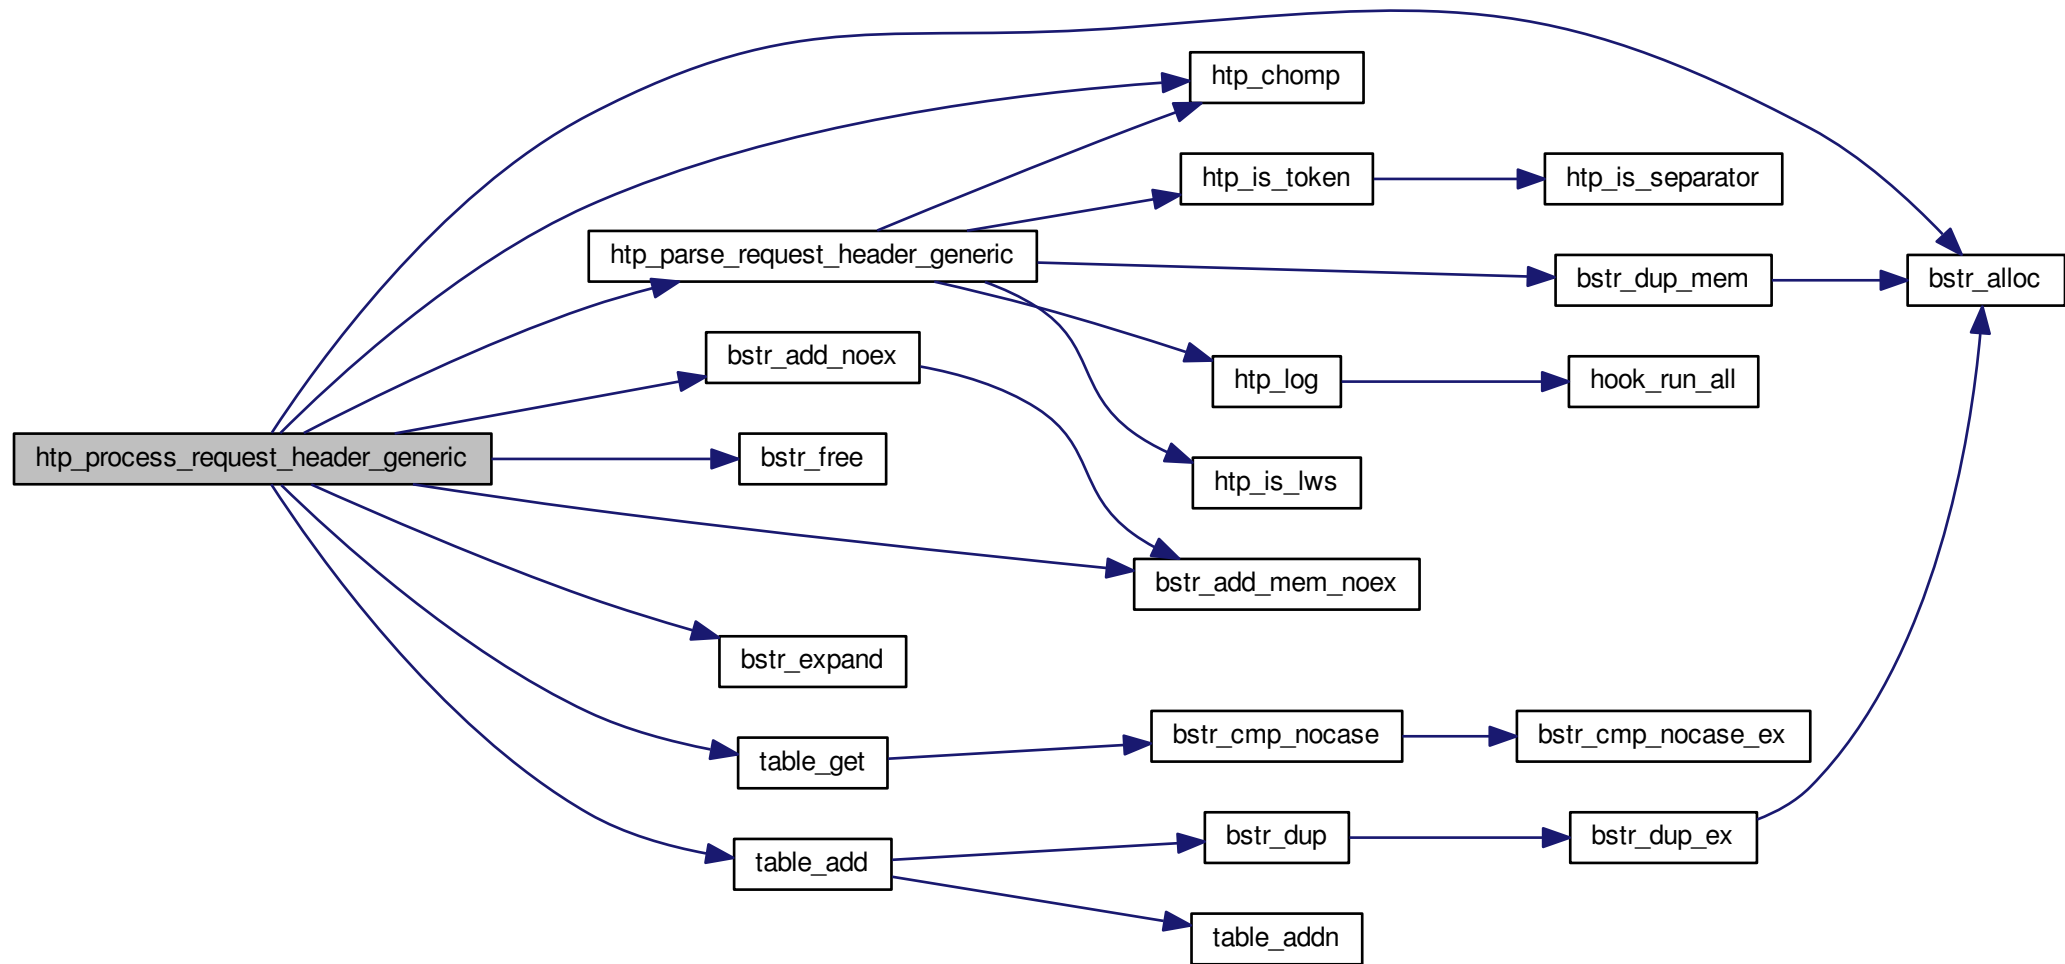 htp_chomp
htp_is_token
htp_is_separator
htp_parse_request_header_generic
bstr_dup_mem
bstr_alloc
bstr_add_noex
htp_log
hook_run_all
htp_process_request_header_generic
bstr_free
htp_is_lws
bstr_add_mem_noex
bstr_expand
table_get
bstr_cmp_nocase
bstr_cmp_nocase_ex
table_add
bstr_dup
bstr_dup_ex
table_addn